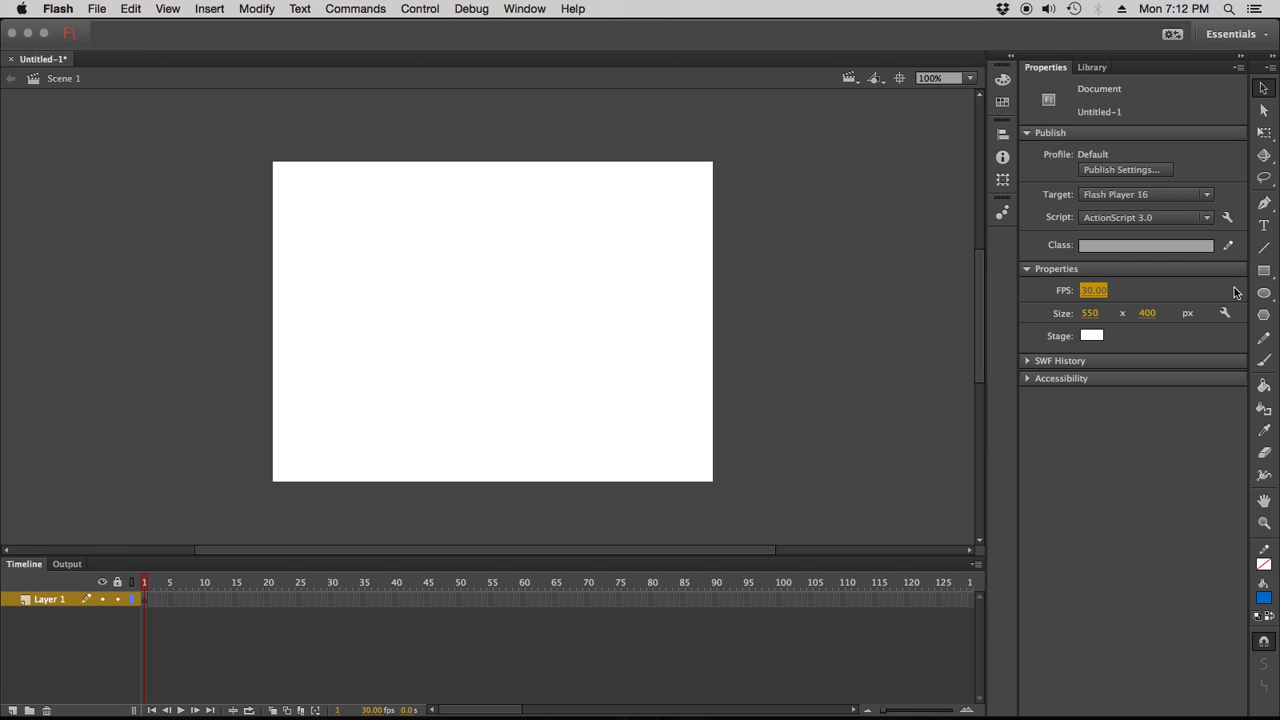 Flash File Edit View Insert Modify Text Commands Control Debug Window Help Mon 7:12 PM
Fl Essentials
× Untitled-1*
Scene 1 100%
Properties Library
Fl Document
Untitled-1
Publish
Profile: Default
Publish Settings...
Target: Flash Player 16
Script: ActionScript 3.0
Class:
Properties
FPS: 30.00
Size: 550 x 400 px
Stage:
SWF History
Accessibility
Timeline Output
1 5 10 15 20 25 30 35 40 45 50 55 60 65 70 75 80 85 90 95 100 105 110 115 120 125 1
Layer 1
1 30.00 fps 0.0 s